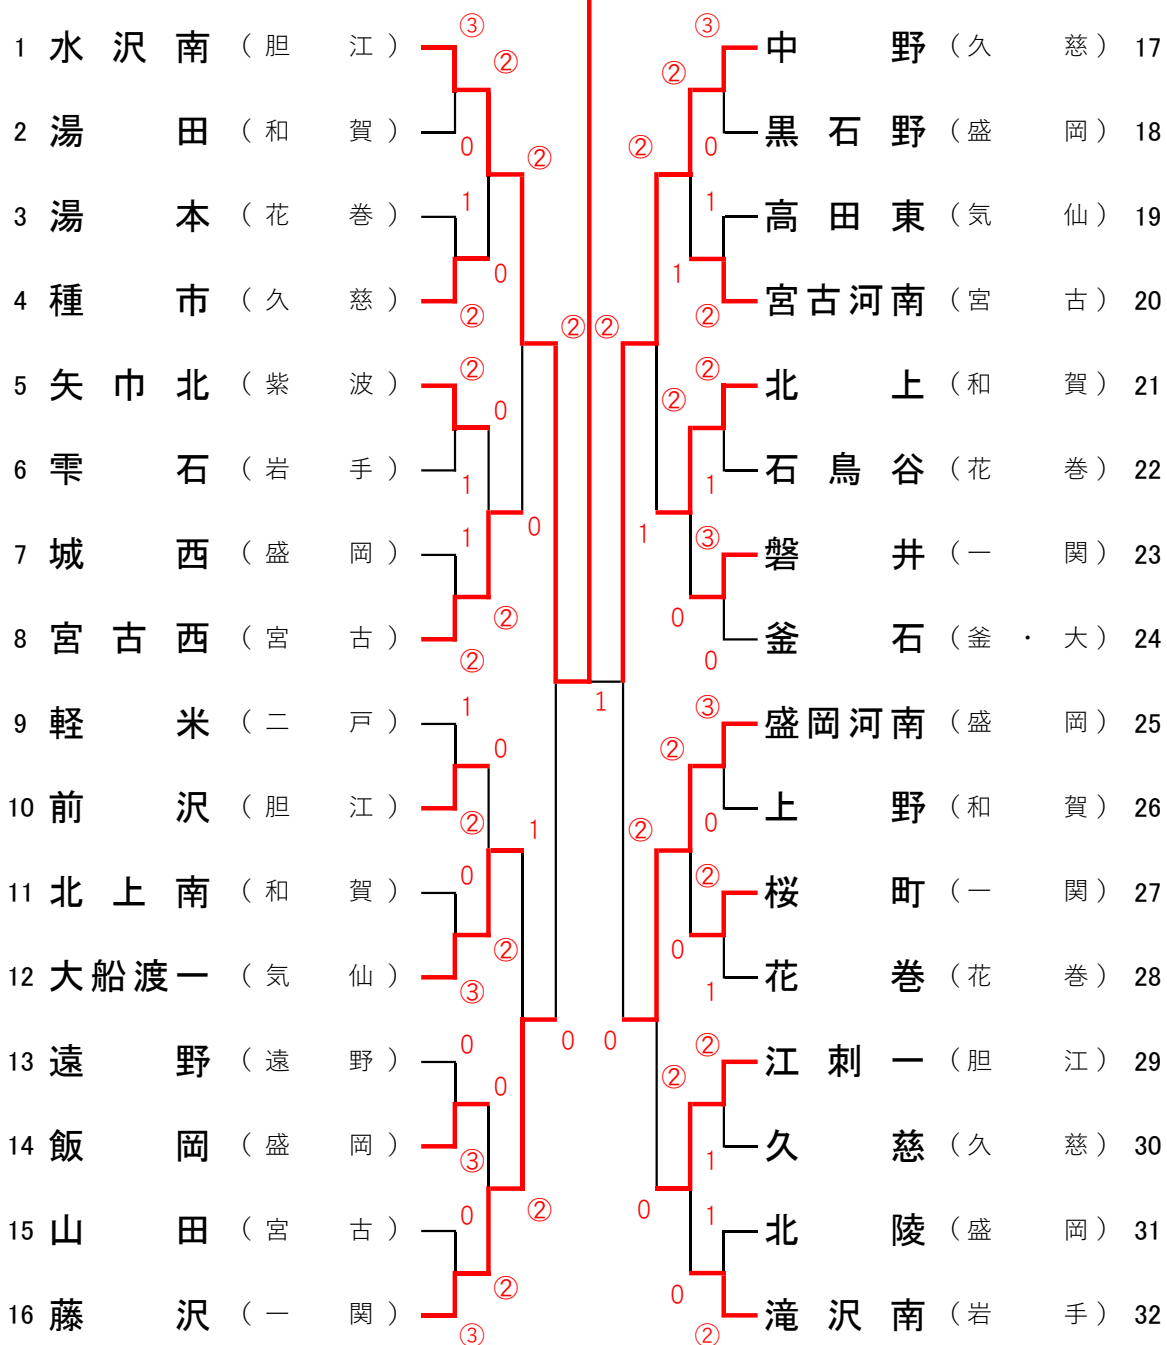 ③ ③
1 水沢南 (胆江) ② ② 中野 (久慈) 17
2 湯田 (和賀) 0 ② ② 0 黒石野 (盛岡) 18
3 湯本 (花巻) 1 1 高田東 (気仙) 19
0 1
4 種市 (久慈) ② ② ② ② 宮古河南 (宮古) 20
5 矢巾北 (紫波) ② 0 ② ② 北上 (和賀) 21
6 雫石 (岩手) 1 1 石鳥谷 (花巻) 22
7 城西 (盛岡) 1 0 1 ③ 磐井 (一関) 23
8 宮古西 (宮古) ② ② 0 0 釜石 (釜・大) 24
9 軽米 (二戸) 1 0 1 ② ③ 盛岡河南 (盛岡) 25
10 前沢 (胆江) ② 1 ② 0 上野 (和賀) 26
11 北上南 (和賀) 0 ② 桜町 (一関) 27
12 大船渡一 (気仙) ③ ② 0 1 花巻 (花巻) 28
13 遠野 (遠野) 0 0 0 0 ② ② 江刺一 (胆江) 29
14 飯岡 (盛岡) ③ 1 久慈 (久慈) 30
15 山田 (宮古) 0 ② 0 1 北陵 (盛岡) 31
16 藤沢 (一関) ③ ② 0 ② 滝沢南 (岩手) 32